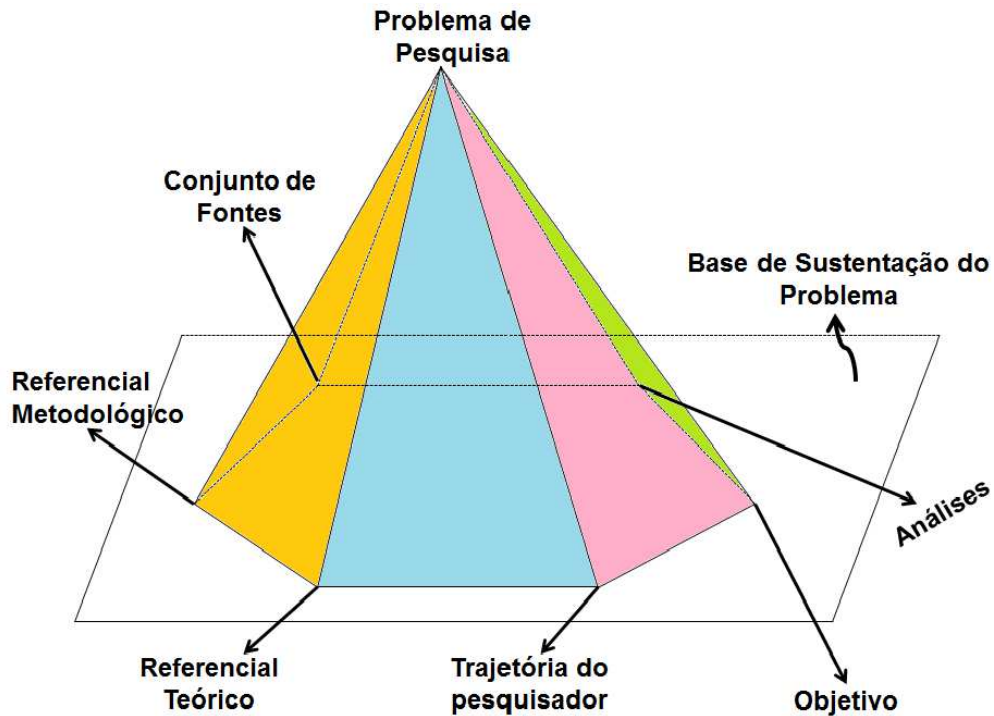 Problema de
Pesquisa
Conjunto de
Fontes
Base de Sustentação do
Problema
Referencial
Metodológico
Análises
Referencial
Teórico
Trajetória do
pesquisador
Objetivo